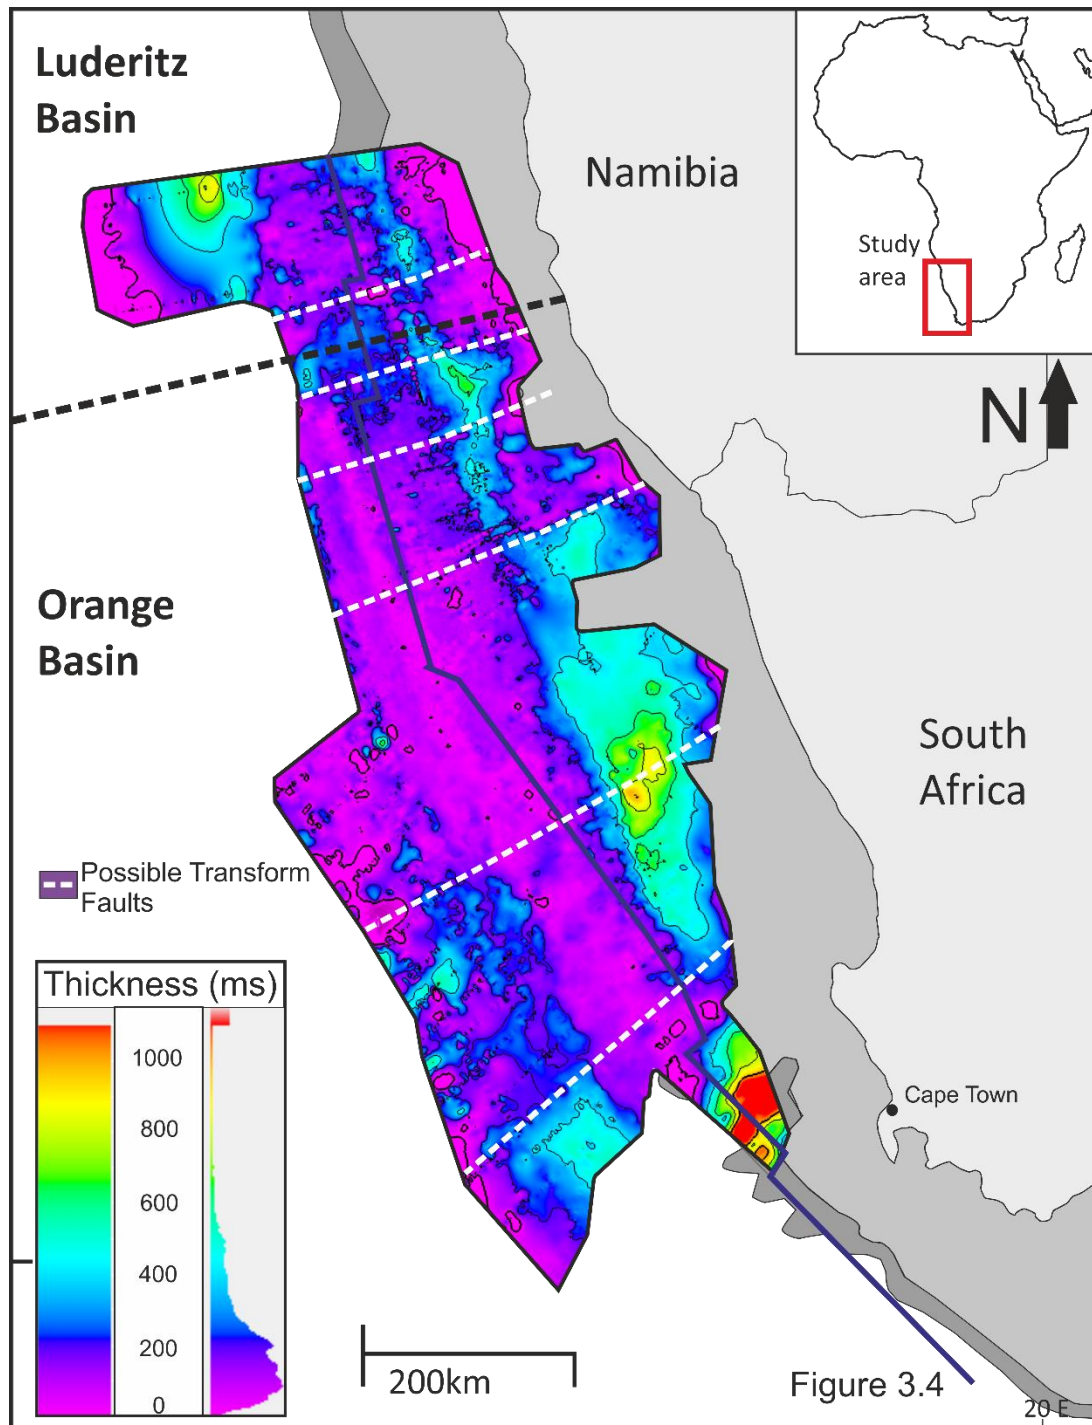 Luderitz
Basin
Namibia
Study
area
N
Orange
Basin
South
Africa
Possible Transform
Faults
Thickness (ms)
1000
800
600
400
200
0
Cape Town
200km
Figure 3.4
20 E